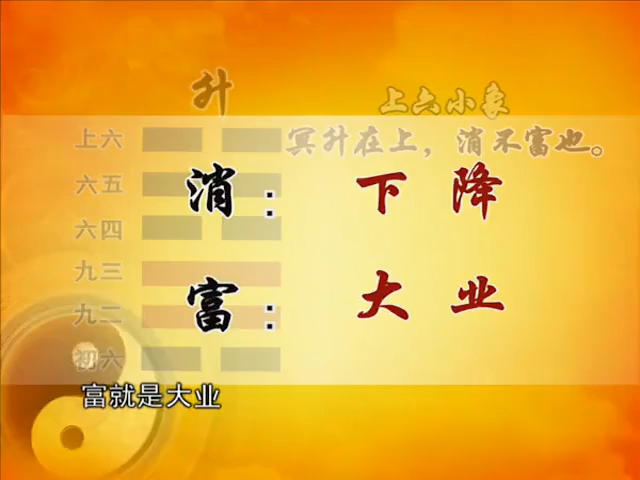 升
上六小象
上六
冥升在上，消不富也。
六五
消：下降
六四
九三
富：大业
九二
初六
富就是大业